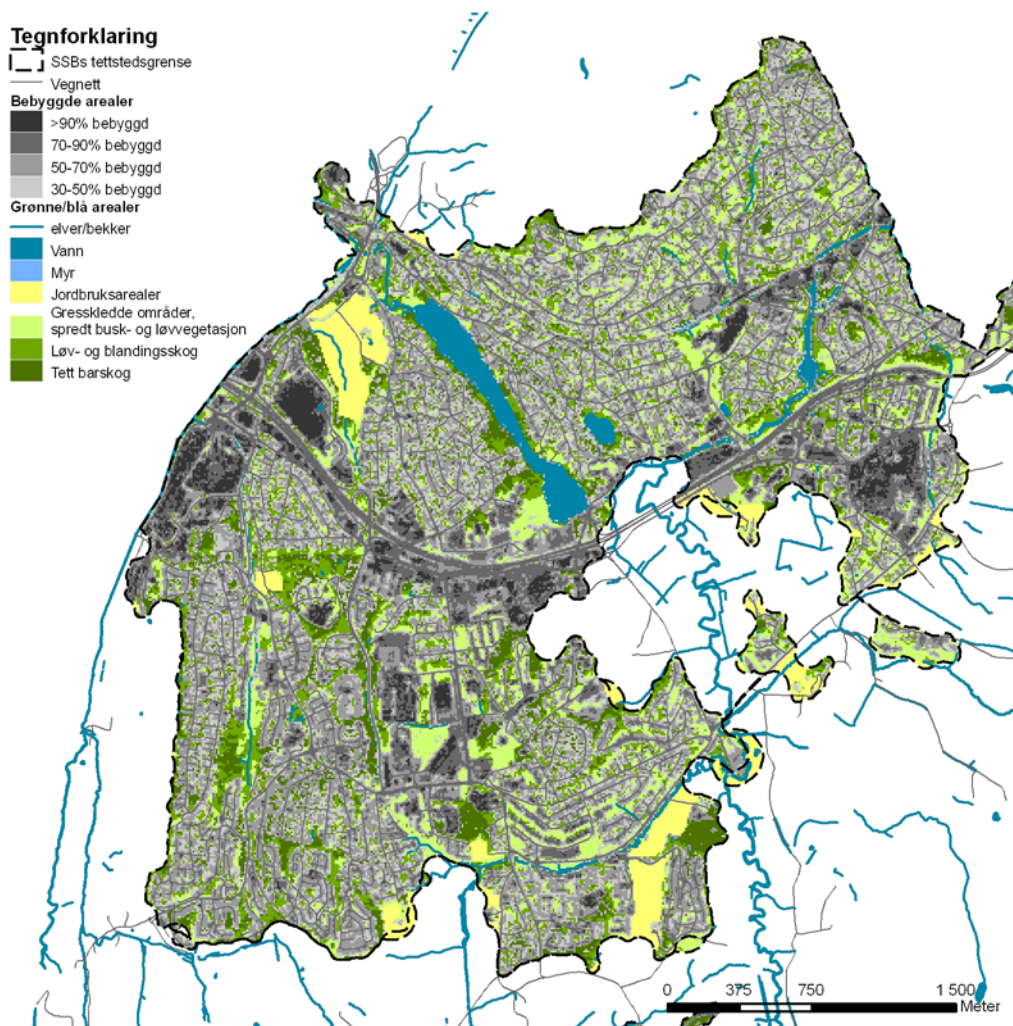 Tegnforklaring
SSBs tettstedsgrense
Vegnett
Bebyggde arealer
>90% bebyggd
70-90% bebyggd
50-70% bebyggd
30-50% bebyggd
Grønne/blå arealer
elver/bekker
Vann
Myr
Jordbruksarealer
Gresskledde områder,
spredt busk- og løvvegetasjon
Løv- og blandingsskog
Tett barskog
0 375 750 1 500
Meter